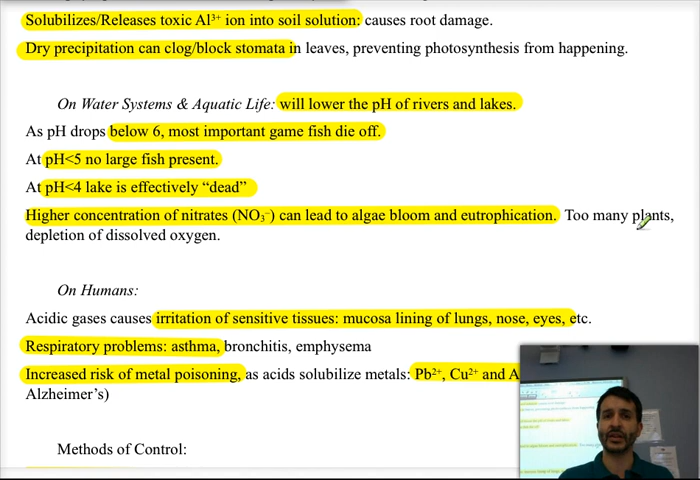 Solubilizes/Releases toxic Al³⁺ ion into soil solution: causes root damage.
Dry precipitation can clog/block stomata in leaves, preventing photosynthesis from happening.
On Water Systems & Aquatic Life: will lower the pH of rivers and lakes.
As pH drops below 6, most important game fish die off.
At pH<5 no large fish present.
At pH<4 lake is effectively “dead”
Higher concentration of nitrates (NO₃⁻) can lead to algae bloom and eutrophication. Too many plants,
depletion of dissolved oxygen.
On Humans:
Acidic gases causes irritation of sensitive tissues: mucosa lining of lungs, nose, eyes, etc.
Respiratory problems: asthma, bronchitis, emphysema
Increased risk of metal poisoning, as acids solubilize metals: Pb²⁺, Cu²⁺ and A
Alzheimer’s)
Methods of Control: